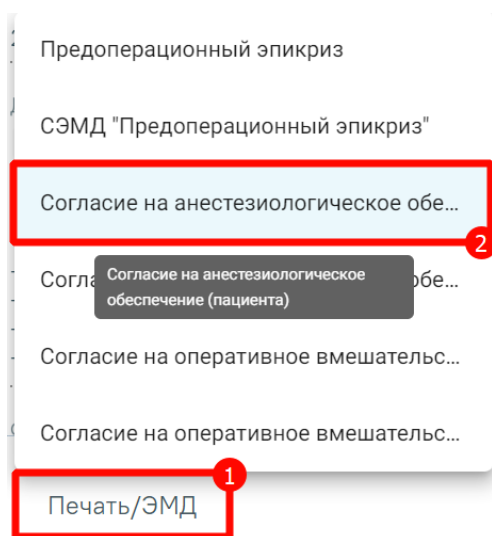 Предоперационный эпикриз
СЭМД "Предоперационный эпикриз"
Согласие на анестезиологическое обе...
2
Согла
обе...
Согласие на анестезиологическое
обеспечение (пациента)
Согласие на оперативное вмешательс...
Согласие на оперативное вмешательс...
1
Печать/ЭМД